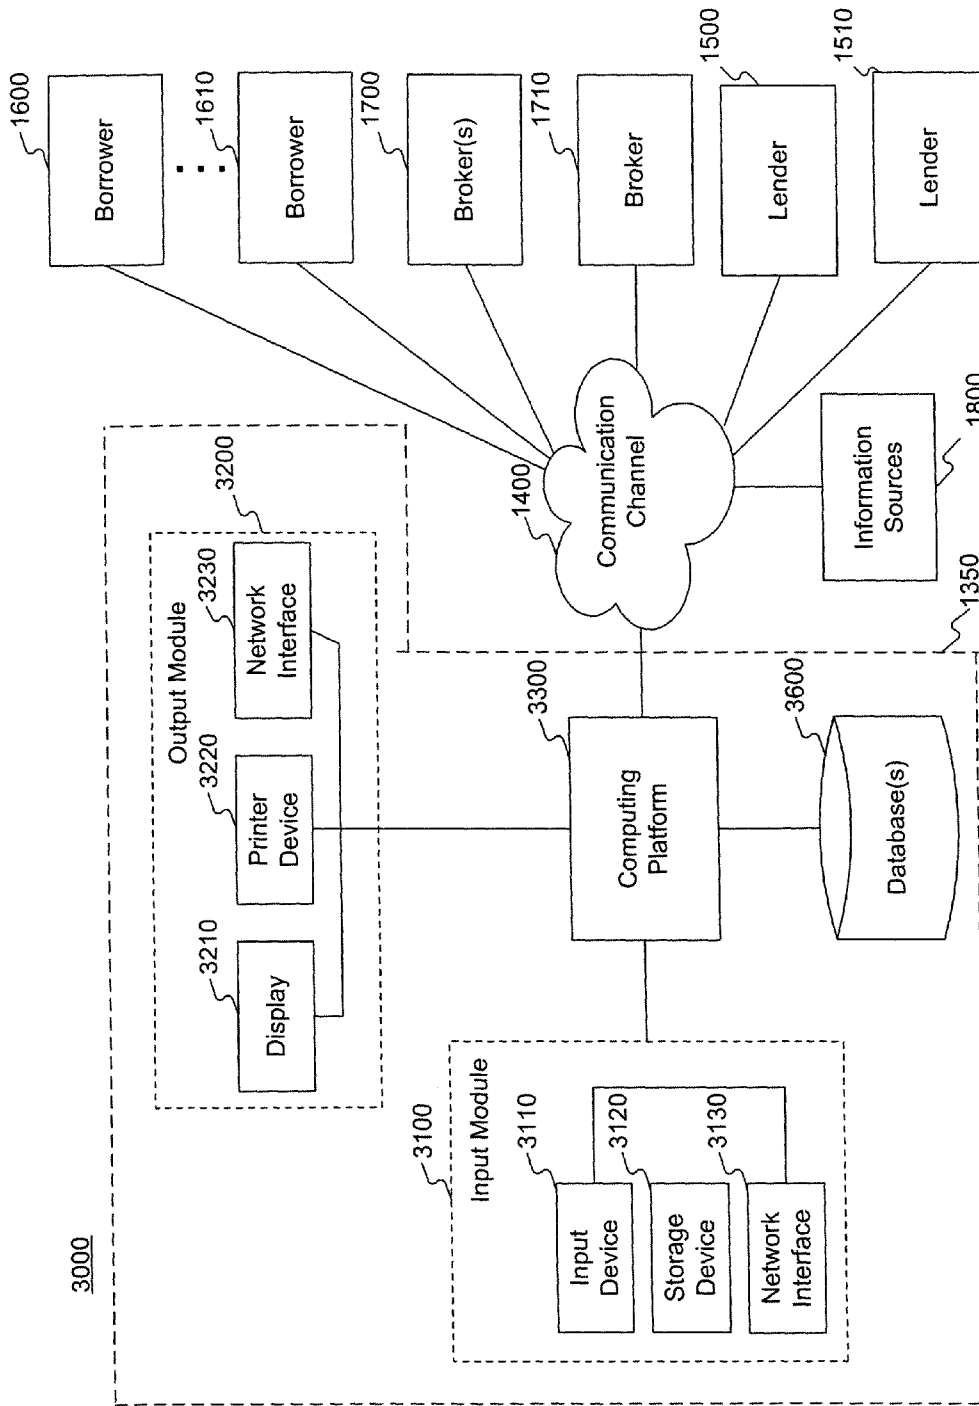 3000
3200
Output Module
3210
Display
3220
Printer
Device
3230
Network
Interface
3100
Input Module
3110
Input
Device
3120
Storage
Device
3130
Network
Interface
3300
Computing
Platform
3600
Database(s)
1350
1400
Communication
Channel
Information
Sources
1800
1600
Borrower
1610
Borrower
1700
Broker(s)
1710
Broker
1500
Lender
1510
Lender